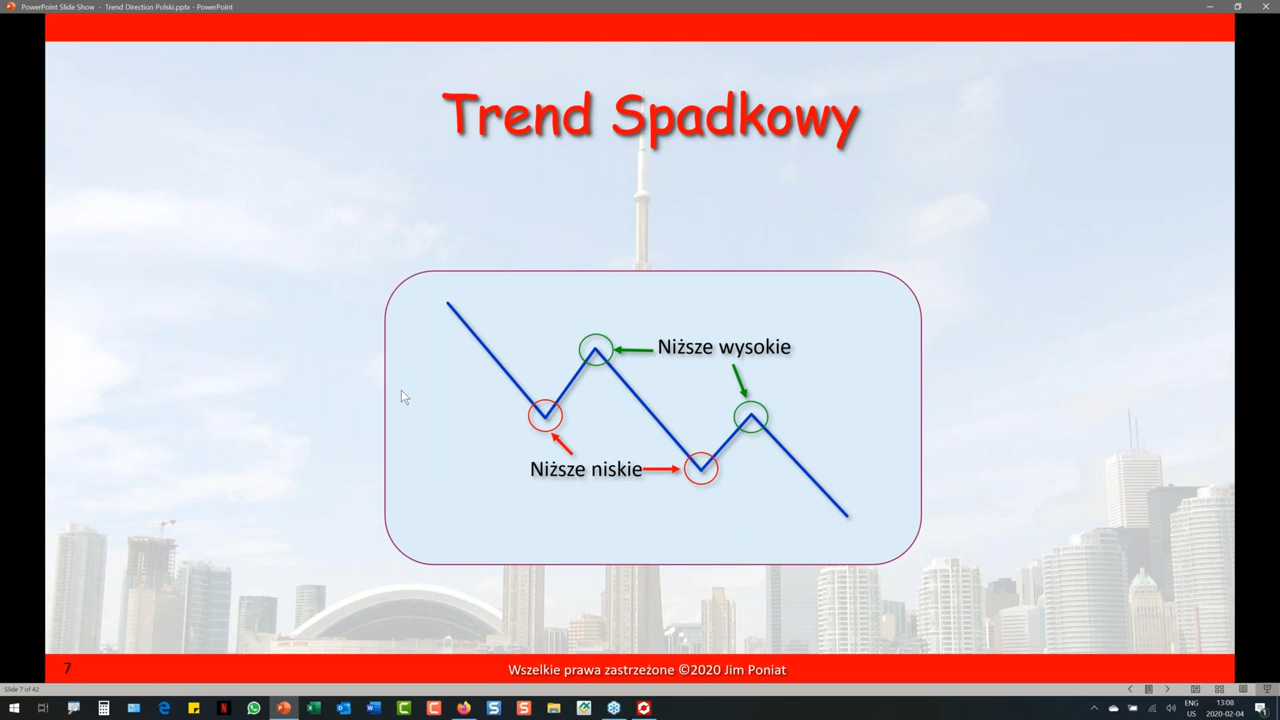 PowerPoint Slide Show - Trend Direction Polski.pptx - PowerPoint
Trend Spadkowy
Niższe wysokie
Niższe niskie
7
Wszelkie prawa zastrzeżone ©2020 Jim Poniat
Slide 7 of 42
ENG
US
13:08
2020-02-04